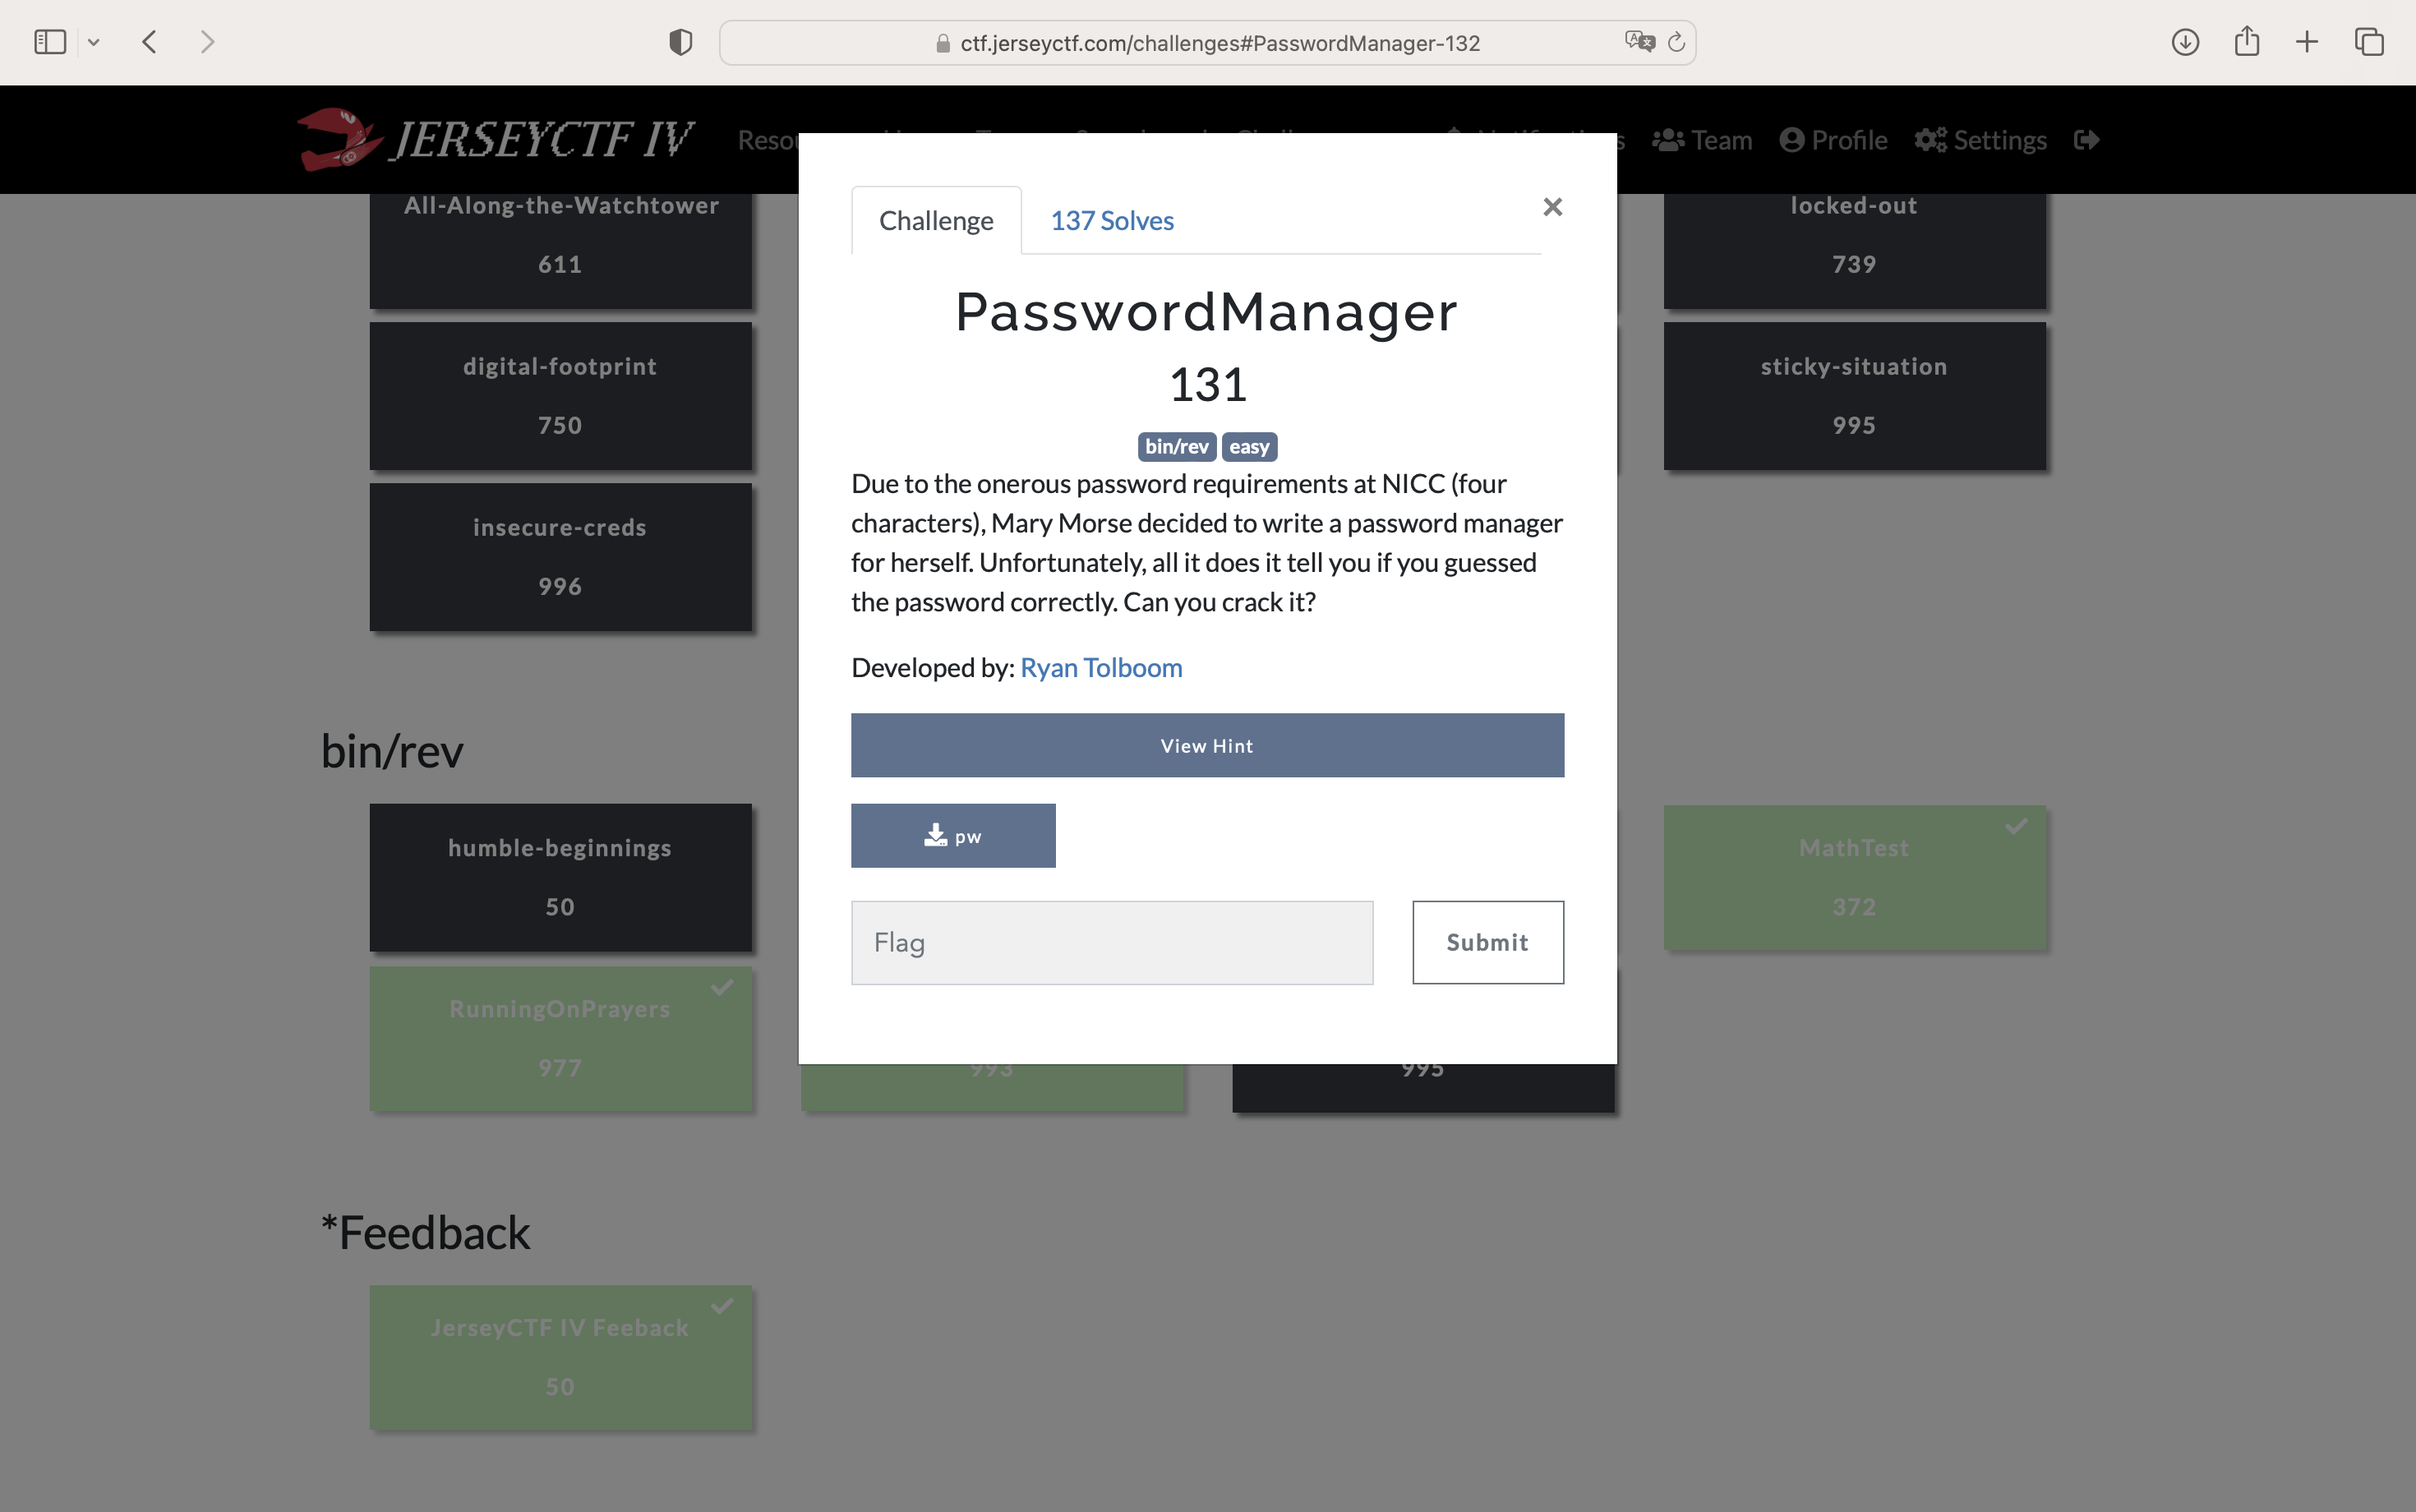 ctf.jerseyctf.com/challenges#PasswordManager-132
JERSEYCTF IV
Team
Profile
Settings
All-Along-the-Watchtower
611
locked-out
739
digital-footprint
750
sticky-situation
995
insecure-creds
996
Challenge
137 Solves
×
PasswordManager
131
bin/rev easy
Due to the onerous password requirements at NICC (four
characters), Mary Morse decided to write a password manager
for herself. Unfortunately, all it does it tell you if you guessed
the password correctly. Can you crack it?
Developed by: Ryan Tolboom
View Hint
pw
Flag
Submit
bin/rev
humble-beginnings
50
MathTest
372
RunningOnPrayers
977
993
995
*Feedback
JerseyCTF IV Feeback
50